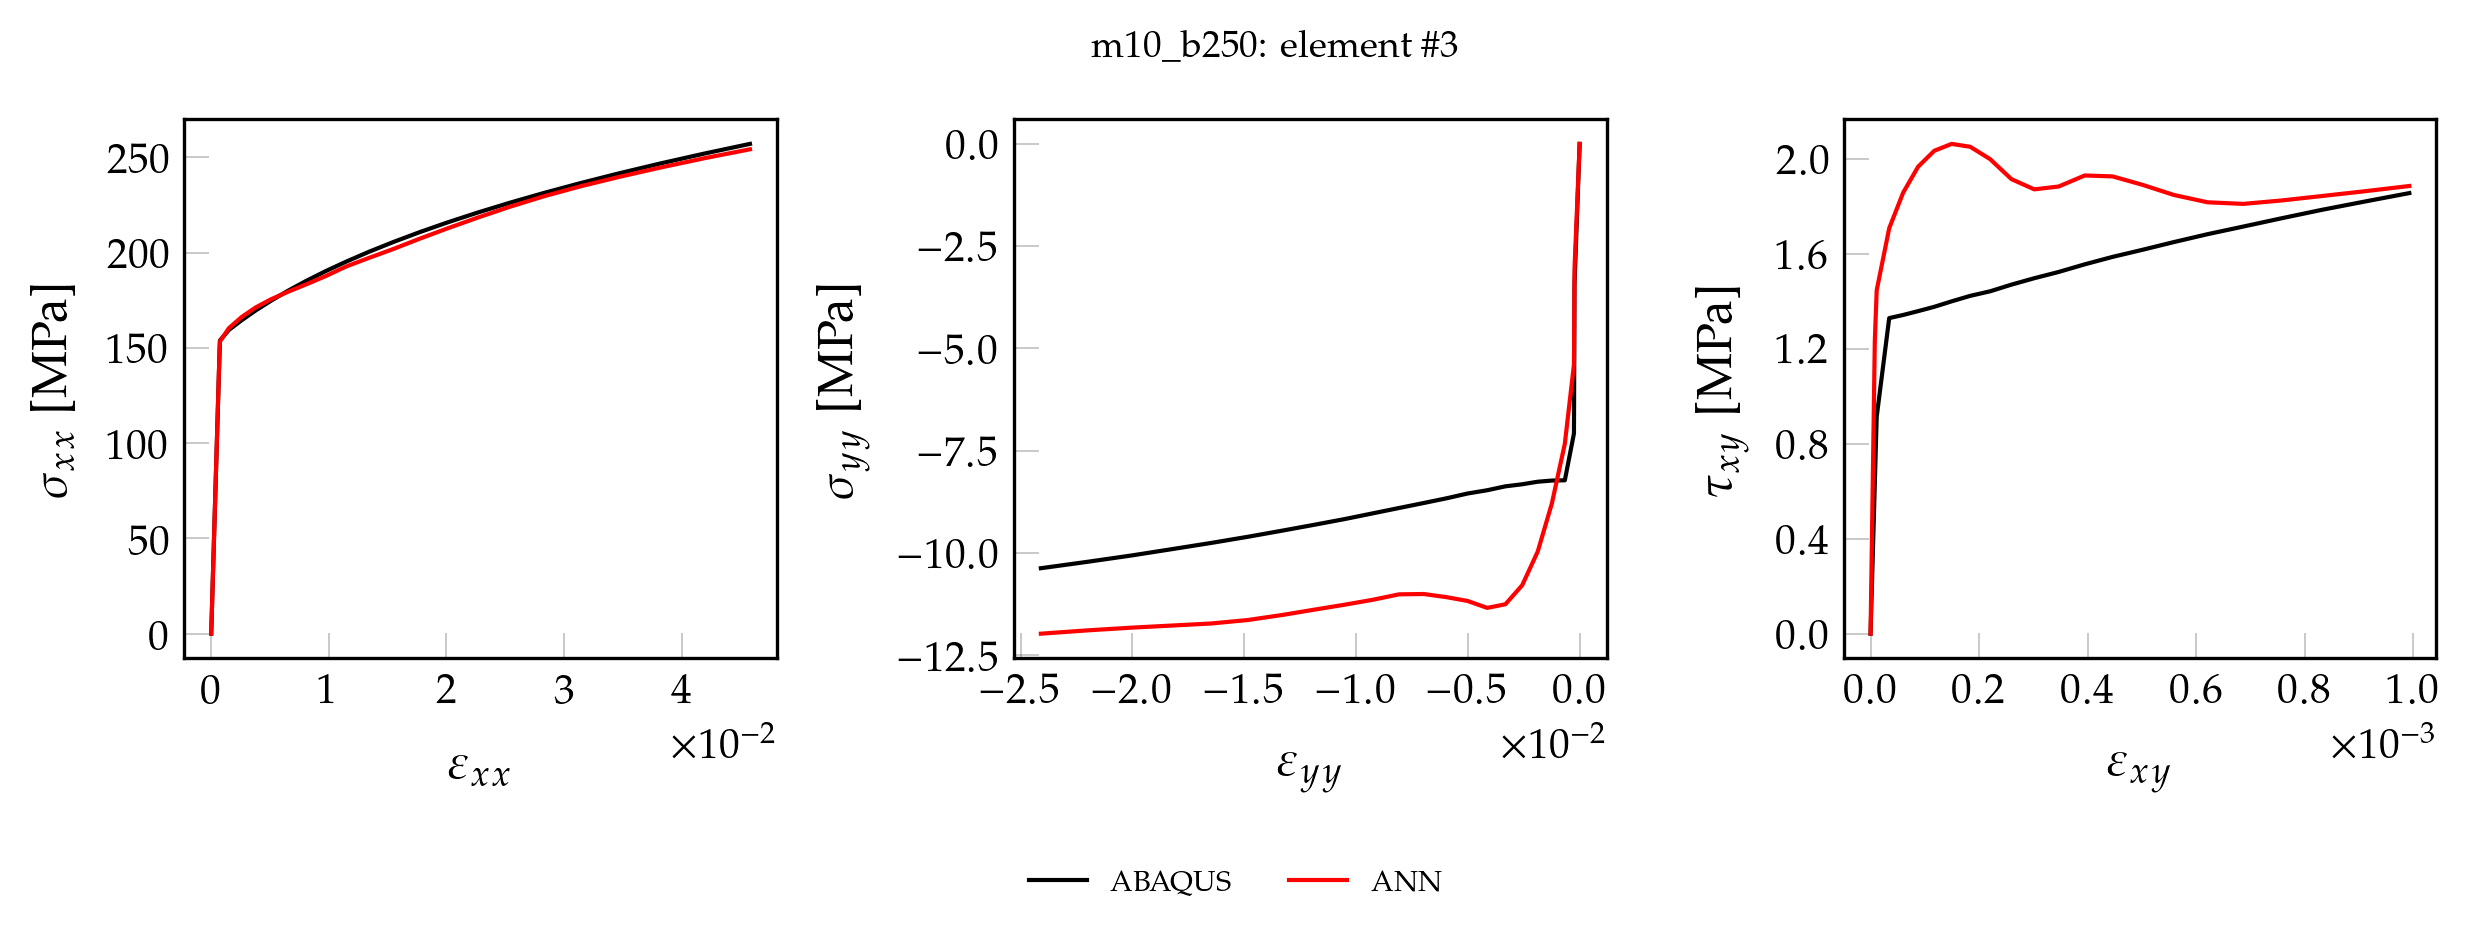 m10_b250: element #3
σxx [MPa]
250
200
150
100
50
0
0 1 2 3 4
×10−2
εxx
σyy [MPa]
0.0
−2.5
−5.0
−7.5
−10.0
−12.5
−2.5 −2.0 −1.5 −1.0 −0.5 0.0
×10−2
εyy
τxy [MPa]
2.0
1.6
1.2
0.8
0.4
0.0
0.0 0.2 0.4 0.6 0.8 1.0
×10−3
εxy
ABAQUS ANN